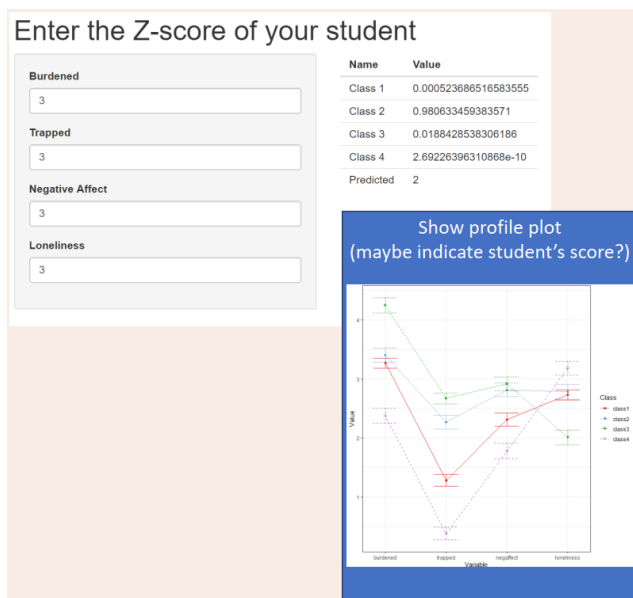 Enter the Z-score of your student
Burdened
3
Trapped
3
Negative Affect
3
Loneliness
3
Name Value
Class 1 0.000523686516583555
Class 2 0.980633459383571
Class 3 0.0188428538306186
Class 4 2.69226396310868e-10
Predicted 2
Show profile plot
(maybe indicate student's score?)
4
3
2
1
Value
burdened trapped negaffect loneliness
Variable
Class
class1
class2
class3
class4